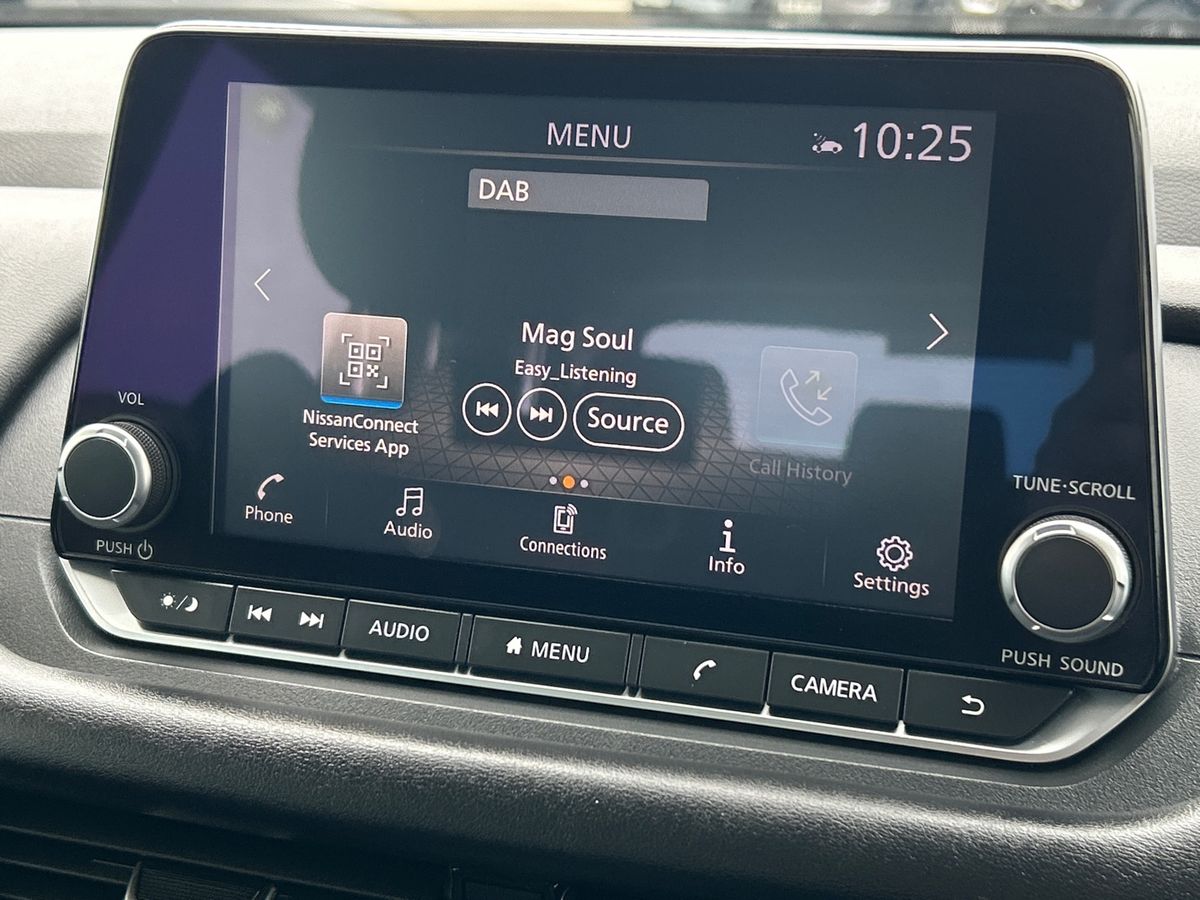 MENU
10:25
DAB
Mag Soul
Easy_Listening
Source
NissanConnect
Services App
Call History
Phone
Audio
Connections
Info
Settings
VOL
PUSH
TUNE·SCROLL
PUSH SOUND
AUDIO
MENU
CAMERA